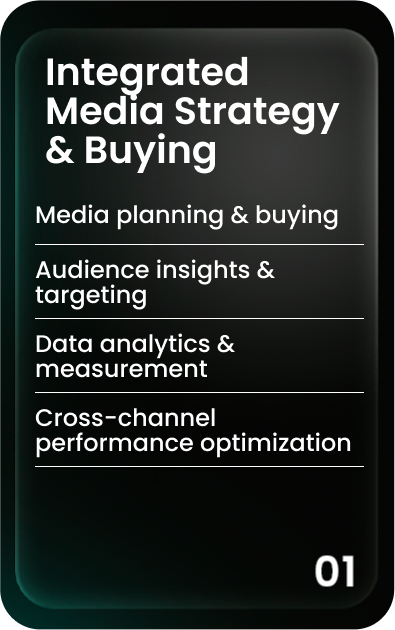 Integrated
Media Strategy
& Buying
Media planning & buying
Audience insights &
targeting
Data analytics &
measurement
Cross-channel
performance optimization
01